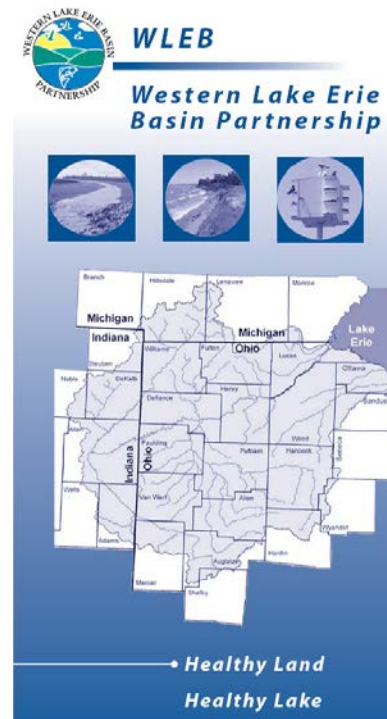 WESTERN LAKE ERIE BASIN
PARTNERSHIP
WLEB
Western Lake Erie
Basin Partnership
Branch
Hillsdale
Lenawee
Monroe
Michigan
Michigan
Indiana
Ohio
Lake
Erie
Williams
Fulton
Lucas
Steuben
Ottawa
Noble
DeKalb
Henry
Defiance
Sandus
Wood
Seneca
Paulding
Indiana
Ohio
Putnam
Hancock
Wells
Van Wert
Allen
Wyandot
Adams
Hardin
Auglaize
Mercer
Shelby
Healthy Land
Healthy Lake